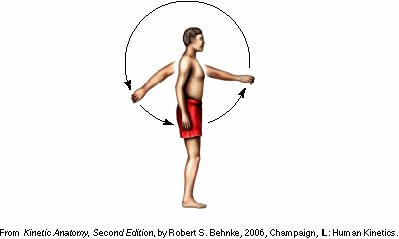 From Kinetic Anatomy, Second Edition, by Robert S. Behnke, 2006, Champaign, IL: Human Kinetics.